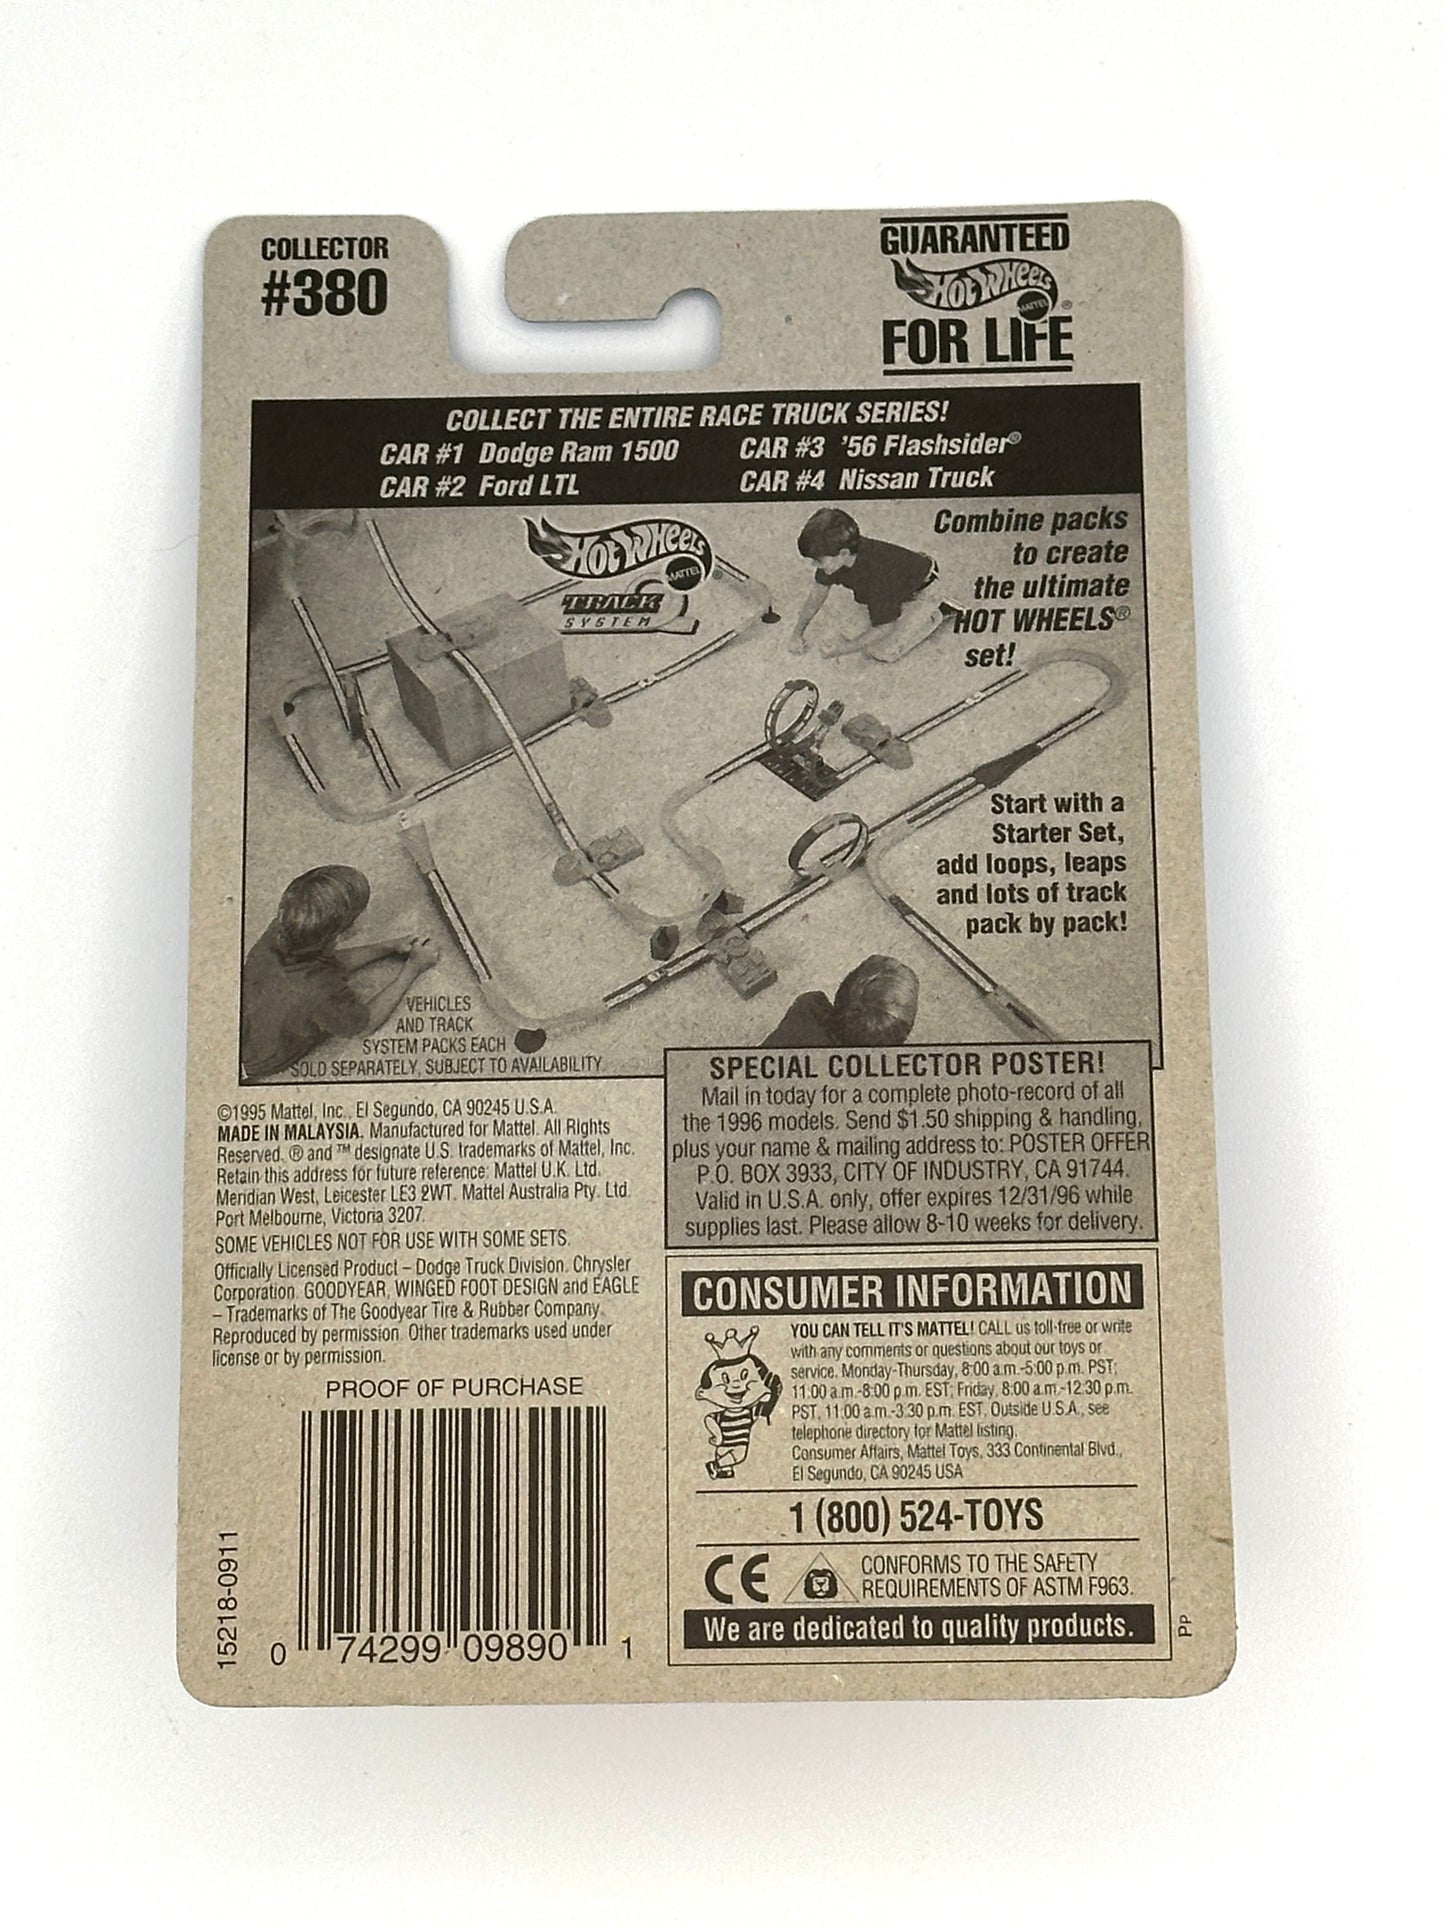 COLLECTOR
#380
GUARANTEED
HOT WHEELS
MATTEL
®
FOR LIFE
COLLECT THE ENTIRE RACE TRUCK SERIES!
CAR #1 Dodge Ram 1500
CAR #2 Ford LTL
CAR #3 '56 Flashsider®
CAR #4 Nissan Truck
HOT WHEELS
MATTEL
®
TRACK
SYSTEM
Combine packs
to create
the ultimate
HOT WHEELS®
set!
Start with a
Starter Set,
add loops, leaps
and lots of track
pack by pack!
VEHICLES
AND TRACK
SYSTEM PACKS EACH
SOLD SEPARATELY, SUBJECT TO AVAILABILITY.
©1995 Mattel, Inc., El Segundo, CA 90245 U.S.A.
MADE IN MALAYSIA. Manufactured for Mattel. All Rights
Reserved. ® and ™ designate U.S. trademarks of Mattel, Inc.
Retain this address for future reference: Mattel U.K. Ltd.
Meridian West, Leicester LE3 2WT. Mattel Australia Pty. Ltd.
Port Melbourne, Victoria 3207.
SOME VEHICLES NOT FOR USE WITH SOME SETS.
Officially Licensed Product – Dodge Truck Division. Chrysler
Corporation. GOODYEAR, WINGED FOOT DESIGN and EAGLE
– Trademarks of The Goodyear Tire & Rubber Company.
Reproduced by permission. Other trademarks used under
license or by permission.
PROOF OF PURCHASE
15218-0911
0 74299 09890 1
SPECIAL COLLECTOR POSTER!
Mail in today for a complete photo-record of all
the 1996 models. Send $1.50 shipping & handling,
plus your name & mailing address to: POSTER OFFER
P.O. BOX 3933, CITY OF INDUSTRY, CA 91744.
Valid in U.S.A. only, offer expires 12/31/96 while
supplies last. Please allow 8-10 weeks for delivery.
CONSUMER INFORMATION
YOU CAN TELL IT'S MATTEL! CALL us toll-free or write
with any comments or questions about our toys or
service. Monday-Thursday, 8:00 a.m.-5:00 p.m. PST;
11:00 a.m.-8:00 p.m. EST; Friday, 8:00 a.m.-12:30 p.m.
PST, 11:00 a.m.-3:30 p.m. EST, Outside U.S.A., see
telephone directory for Mattel listing.
Consumer Affairs, Mattel Toys, 333 Continental Blvd.,
El Segundo, CA 90245 USA
1 (800) 524-TOYS
CE
CONFORMS TO THE SAFETY
REQUIREMENTS OF ASTM F963.
We are dedicated to quality products.
PP